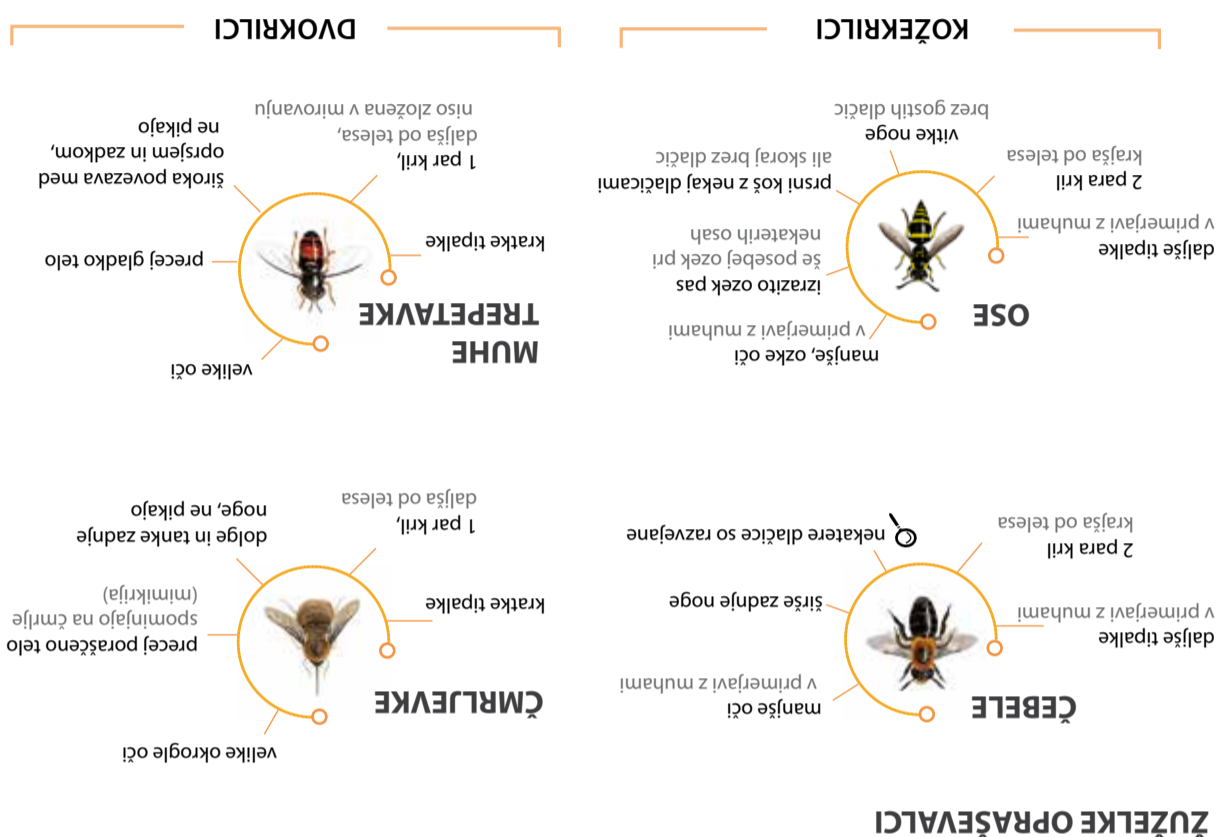 ŽUŽELKE OPRAŠEVALCI
ČEBELE
daljše tipalke
v primerjavi z muhami
2 para kril
krajša od telesa
manjše oči
v primerjavi z muhami
širše zadnje noge
nekatere dlačice so razvejane
ČMRLJEVKE
kratke tipalke
1 par kril,
daljša od telesa
velike okrogle oči
precej poraščeno telo
spominjajo na čmrlje
(mimikrija)
dolge in tanke zadnje
noge, ne pikajo
OSE
daljše tipalke
v primerjavi z muhami
2 para kril
krajša od telesa
manjše, ozke oči
v primerjavi z muhami
izrazito ozek pas
še posebej ozek pri
nekaterih osah
prsni koš z nekaj dlačicami
ali skoraj brez dlačic
vitke noge
brez gostih dlačic
MUHE
TREPETAVKE
kratke tipalke
1 par kril,
daljša od telesa,
niso zložena v mirovanju
velike oči
precej gladko telo
široka povezava med
oprsjem in zadkom,
ne pikajo
KOŽEKRILCI
DVOKRILCI